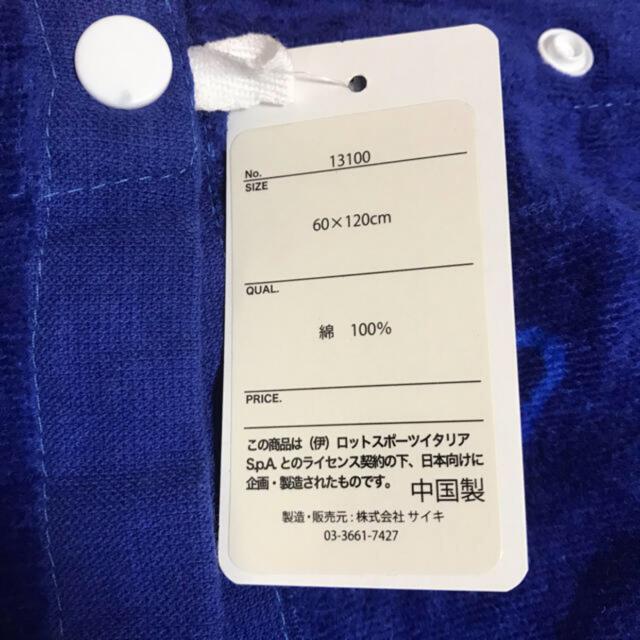 No. 13100
SIZE
60×120cm
QUAL.
綿 100%
PRICE.
この商品は(伊)ロットスポーツイタリア
S.p.A. とのライセンス契約の下、日本向けに
企画・製造されたものです。 中国製
製造・販売元:株式会社 サイキ
03-3661-7427